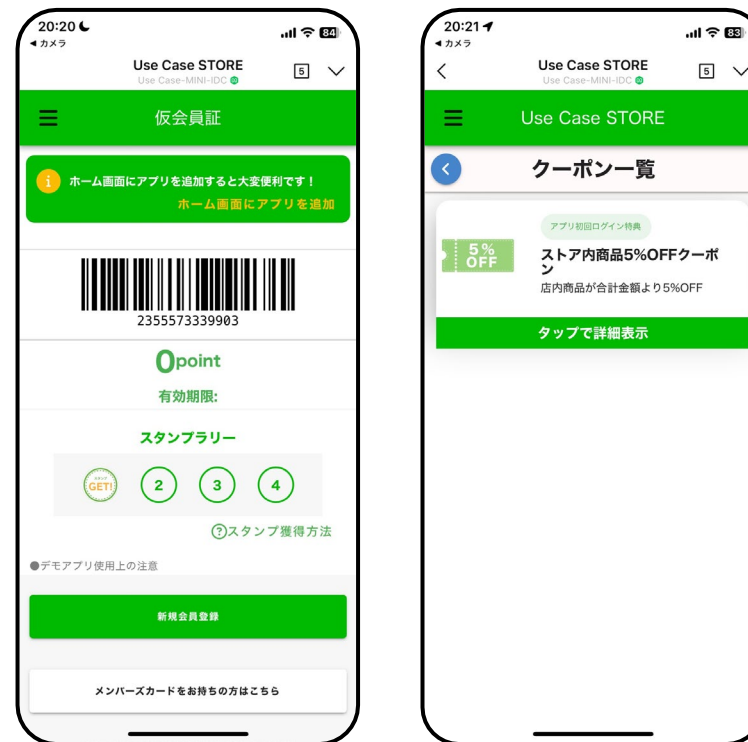 20:20
84
◀ カメラ
Use Case STORE
Use Case-MINI-IDC
5
仮会員証
ホーム画面にアプリを追加すると大変便利です！
ホーム画面にアプリを追加
2355573339903
0point
有効期限:
スタンプラリー
GET!
2
3
4
?スタンプ獲得方法
●デモアプリ使用上の注意
新規会員登録
メンバーズカードをお持ちの方はこちら
20:21
83
◀ カメラ
Use Case STORE
Use Case-MINI-IDC
5
Use Case STORE
クーポン一覧
アプリ初回ログイン特典
5%
OFF
ストア内商品5%OFFクーポ
ン
店内商品が合計金額より5%OFF
タップで詳細表示